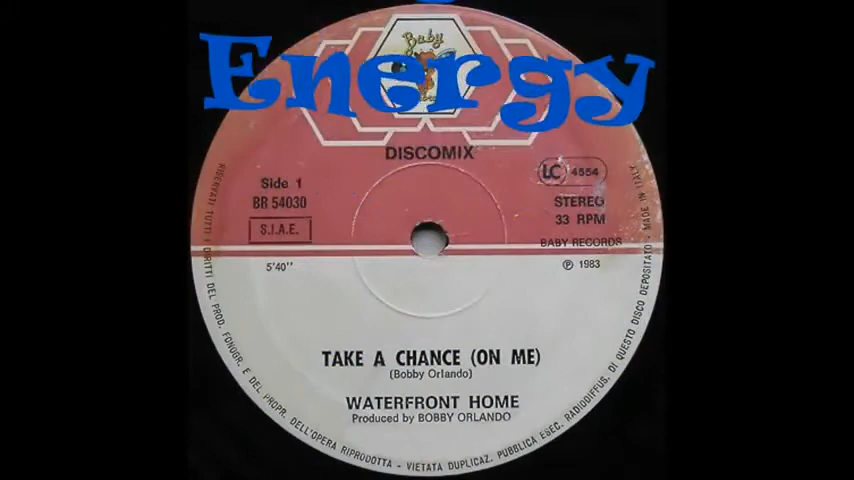 Energy
Baby
DISCOMIX
Side 1
BR 54030
S.I.A.E.
LC 4554
STEREO
33 RPM
BABY RECORDS
5'40''
℗ 1983
TAKE A CHANCE (ON ME)
(Bobby Orlando)
WATERFRONT HOME
Produced by BOBBY ORLANDO
RISERVATI TUTTI I DIRITTI DEL PROD. FONOGR. E DEL PROPR. DELL'OPERA RIPRODOTTA - VIETATA DUPLICAZ. PUBBLICA ESEC. RADIODIFFUS. DI QUESTO DISCO DEPOSITATO - MADE IN ITALY